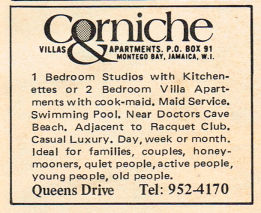 Corniche
VILLAS & APARTMENTS. P.O. BOX 91
MONTEGO BAY, JAMAICA, W.I.
1 Bedroom Studios with Kitchen-
ettes or 2 Bedroom Villa Apart-
ments with cook-maid. Maid Service.
Swimming Pool. Near Doctors Cave
Beach. Adjacent to Racquet Club.
Casual Luxury. Day, week or month.
Ideal for families, couples, honey-
mooners, quiet people, active people,
young people, old people.
Queens Drive Tel: 952-4170